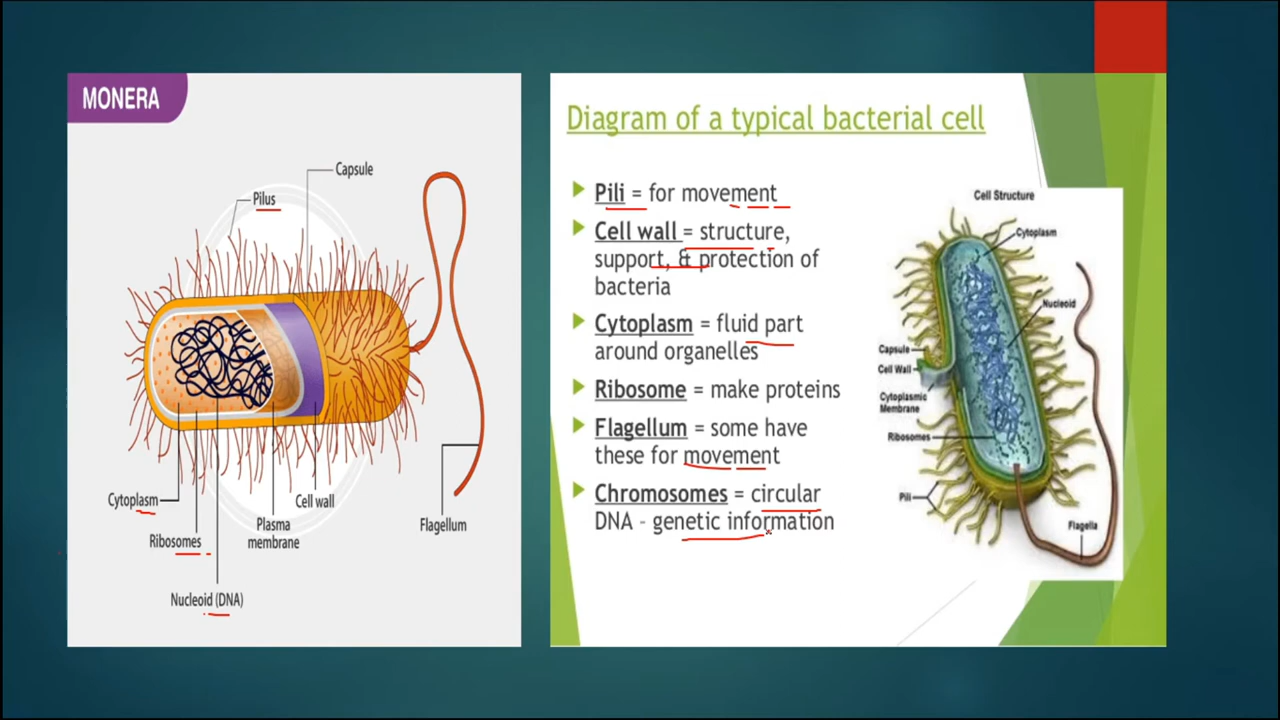 MONERA
Capsule
Pilus
Cytoplasm
Ribosomes
Nucleoid (DNA)
Plasma
membrane
Cell wall
Flagellum
Diagram of a typical bacterial cell
Pili = for movement
Cell wall = structure,
support, & protection of
bacteria
Cytoplasm = fluid part
around organelles
Ribosome = make proteins
Flagellum = some have
these for movement
Chromosomes = circular
DNA - genetic information
Cell Structure
Cytoplasm
Nucleoid
Capsule
Cell Wall
Cytoplasmic
Membrane
Ribosomes
Pili
Flagella